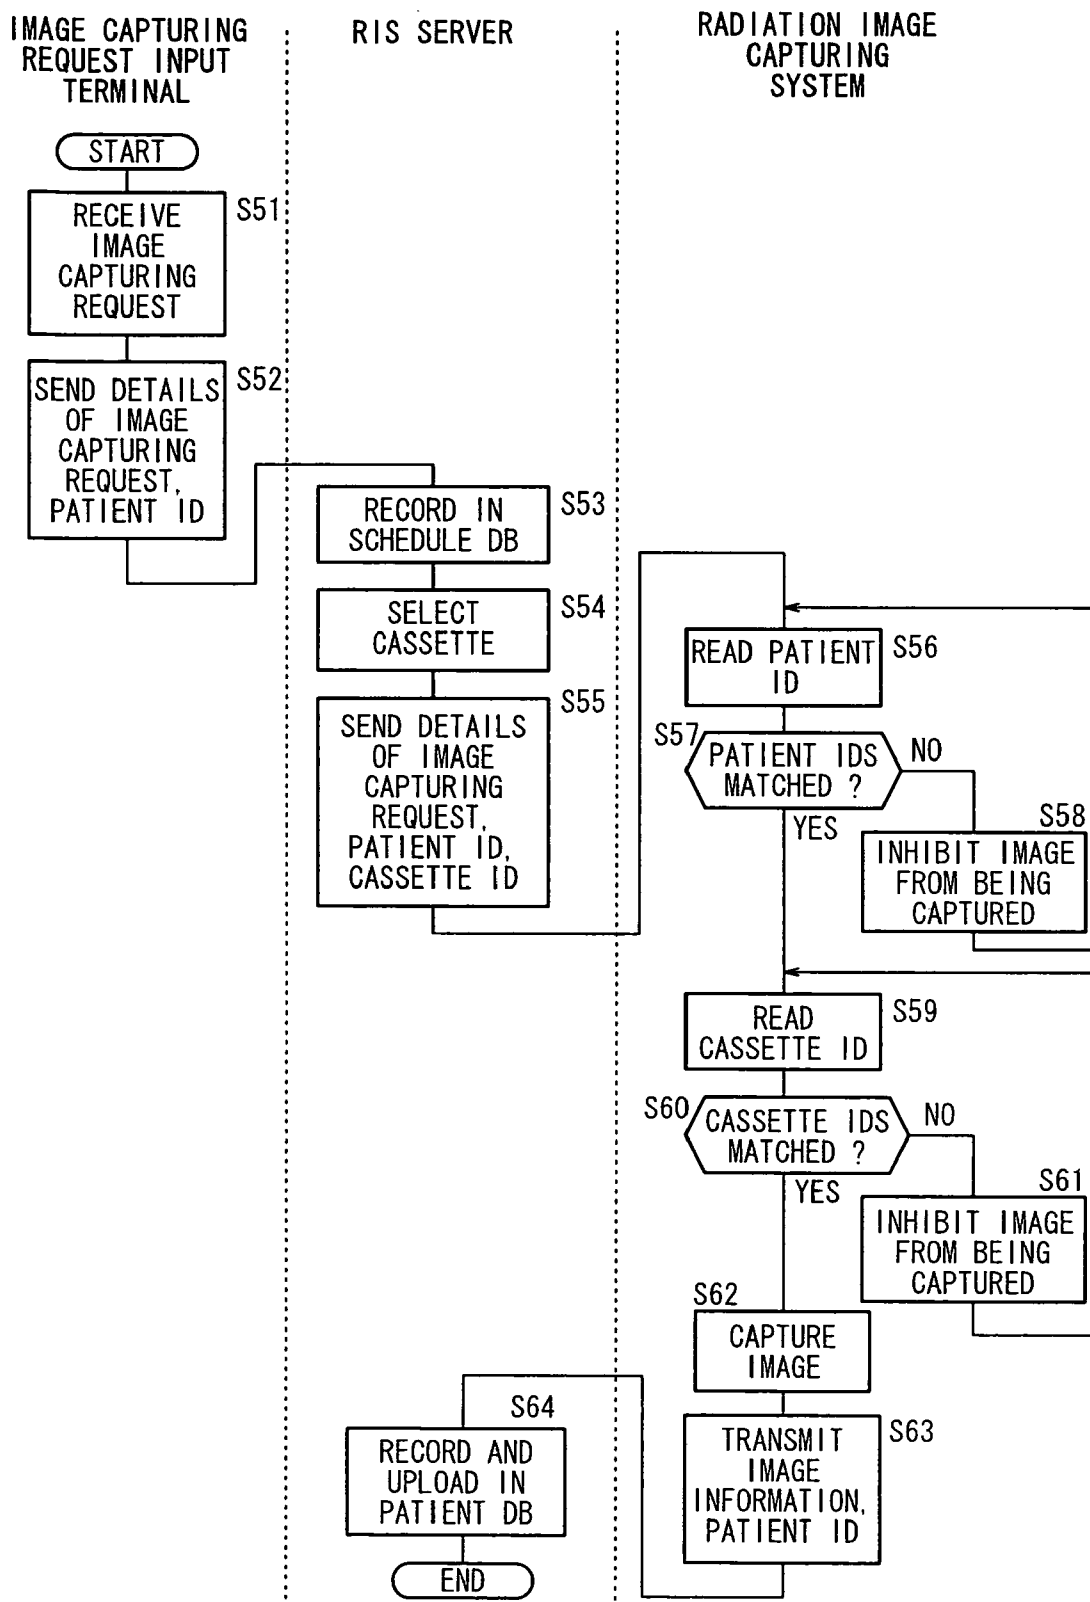 IMAGE CAPTURING
REQUEST INPUT
TERMINAL
RIS SERVER
RADIATION IMAGE
CAPTURING
SYSTEM
START
S51
RECEIVE
IMAGE
CAPTURING
REQUEST
S52
SEND DETAILS
OF IMAGE
CAPTURING
REQUEST,
PATIENT ID
S53
RECORD IN
SCHEDULE DB
S54
SELECT
CASSETTE
S55
SEND DETAILS
OF IMAGE
CAPTURING
REQUEST,
PATIENT ID,
CASSETTE ID
S56
READ PATIENT
ID
S57
PATIENT IDS
MATCHED ?
NO
YES
S58
INHIBIT IMAGE
FROM BEING
CAPTURED
S59
READ
CASSETTE ID
S60
CASSETTE IDS
MATCHED ?
NO
YES
S61
INHIBIT IMAGE
FROM BEING
CAPTURED
S62
CAPTURE
IMAGE
S63
TRANSMIT
IMAGE
INFORMATION,
PATIENT ID
S64
RECORD AND
UPLOAD IN
PATIENT DB
END